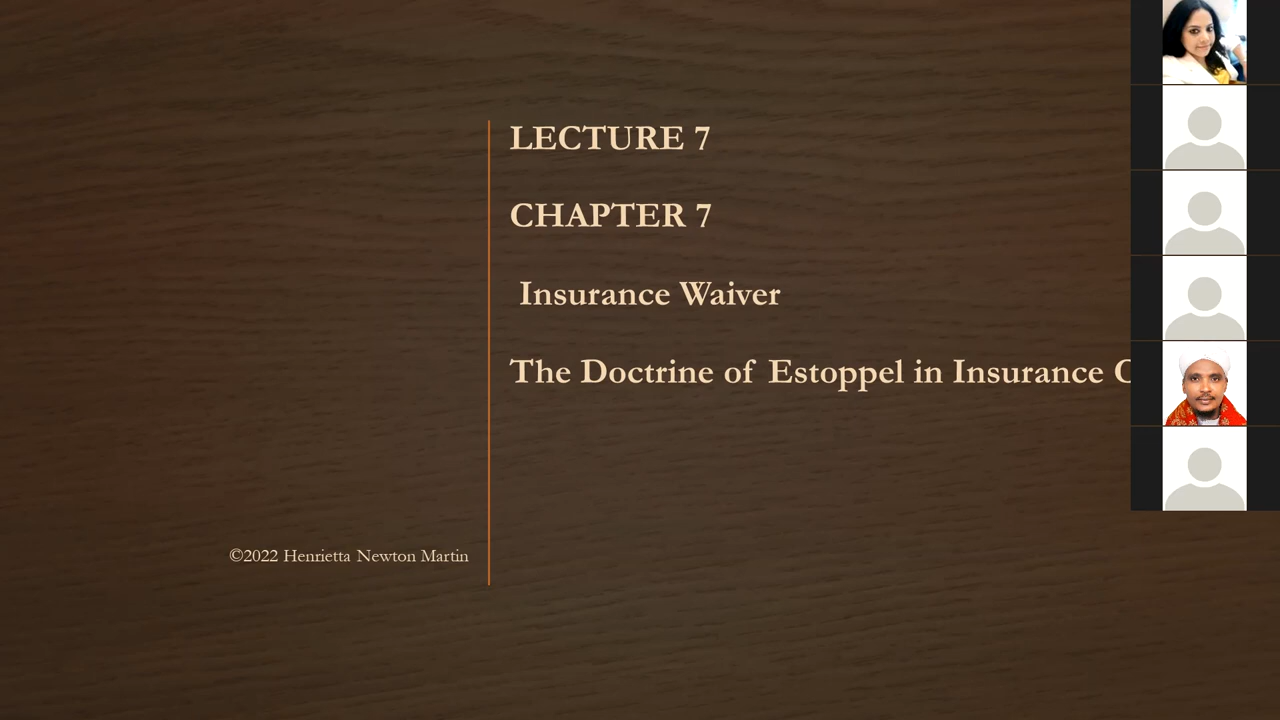 LECTURE 7
CHAPTER 7
Insurance Waiver
The Doctrine of Estoppel in Insurance
©2022 Henrietta Newton Martin